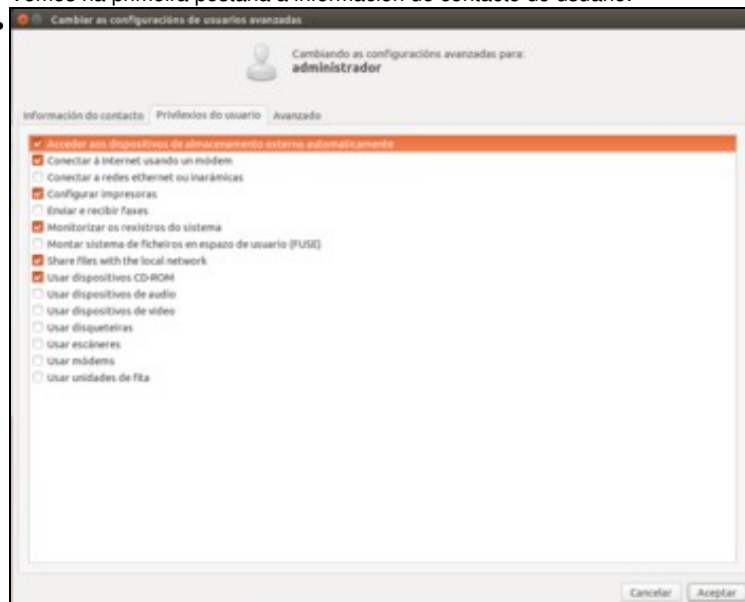 Vemos na primeira pestaña a información de contacto do usuario.
Cambiar as configuracións de usuarios avanzadas
Cambiando as configuracións avanzadas para:
administrador
Información do contacto Privilexios do usuario Avanzado
Acceder aos dispositivos de almacenamento externo automaticamente
Conectar á Internet usando un módem
Conectar a redes ethernet ou inarámicas
Configurar impresoras
Enviar e recibir faxes
Monitorizar os rexistros do sistema
Montar sistema de ficheiros en espazo de usuario (FUSE)
Share files with the local network
Usar dispositivos CD-ROM
Usar dispositivos de audio
Usar dispositivos de video
Usar disqueteiras
Usar escáneres
Usar módems
Usar unidades de fita
Cancelar Aceptar